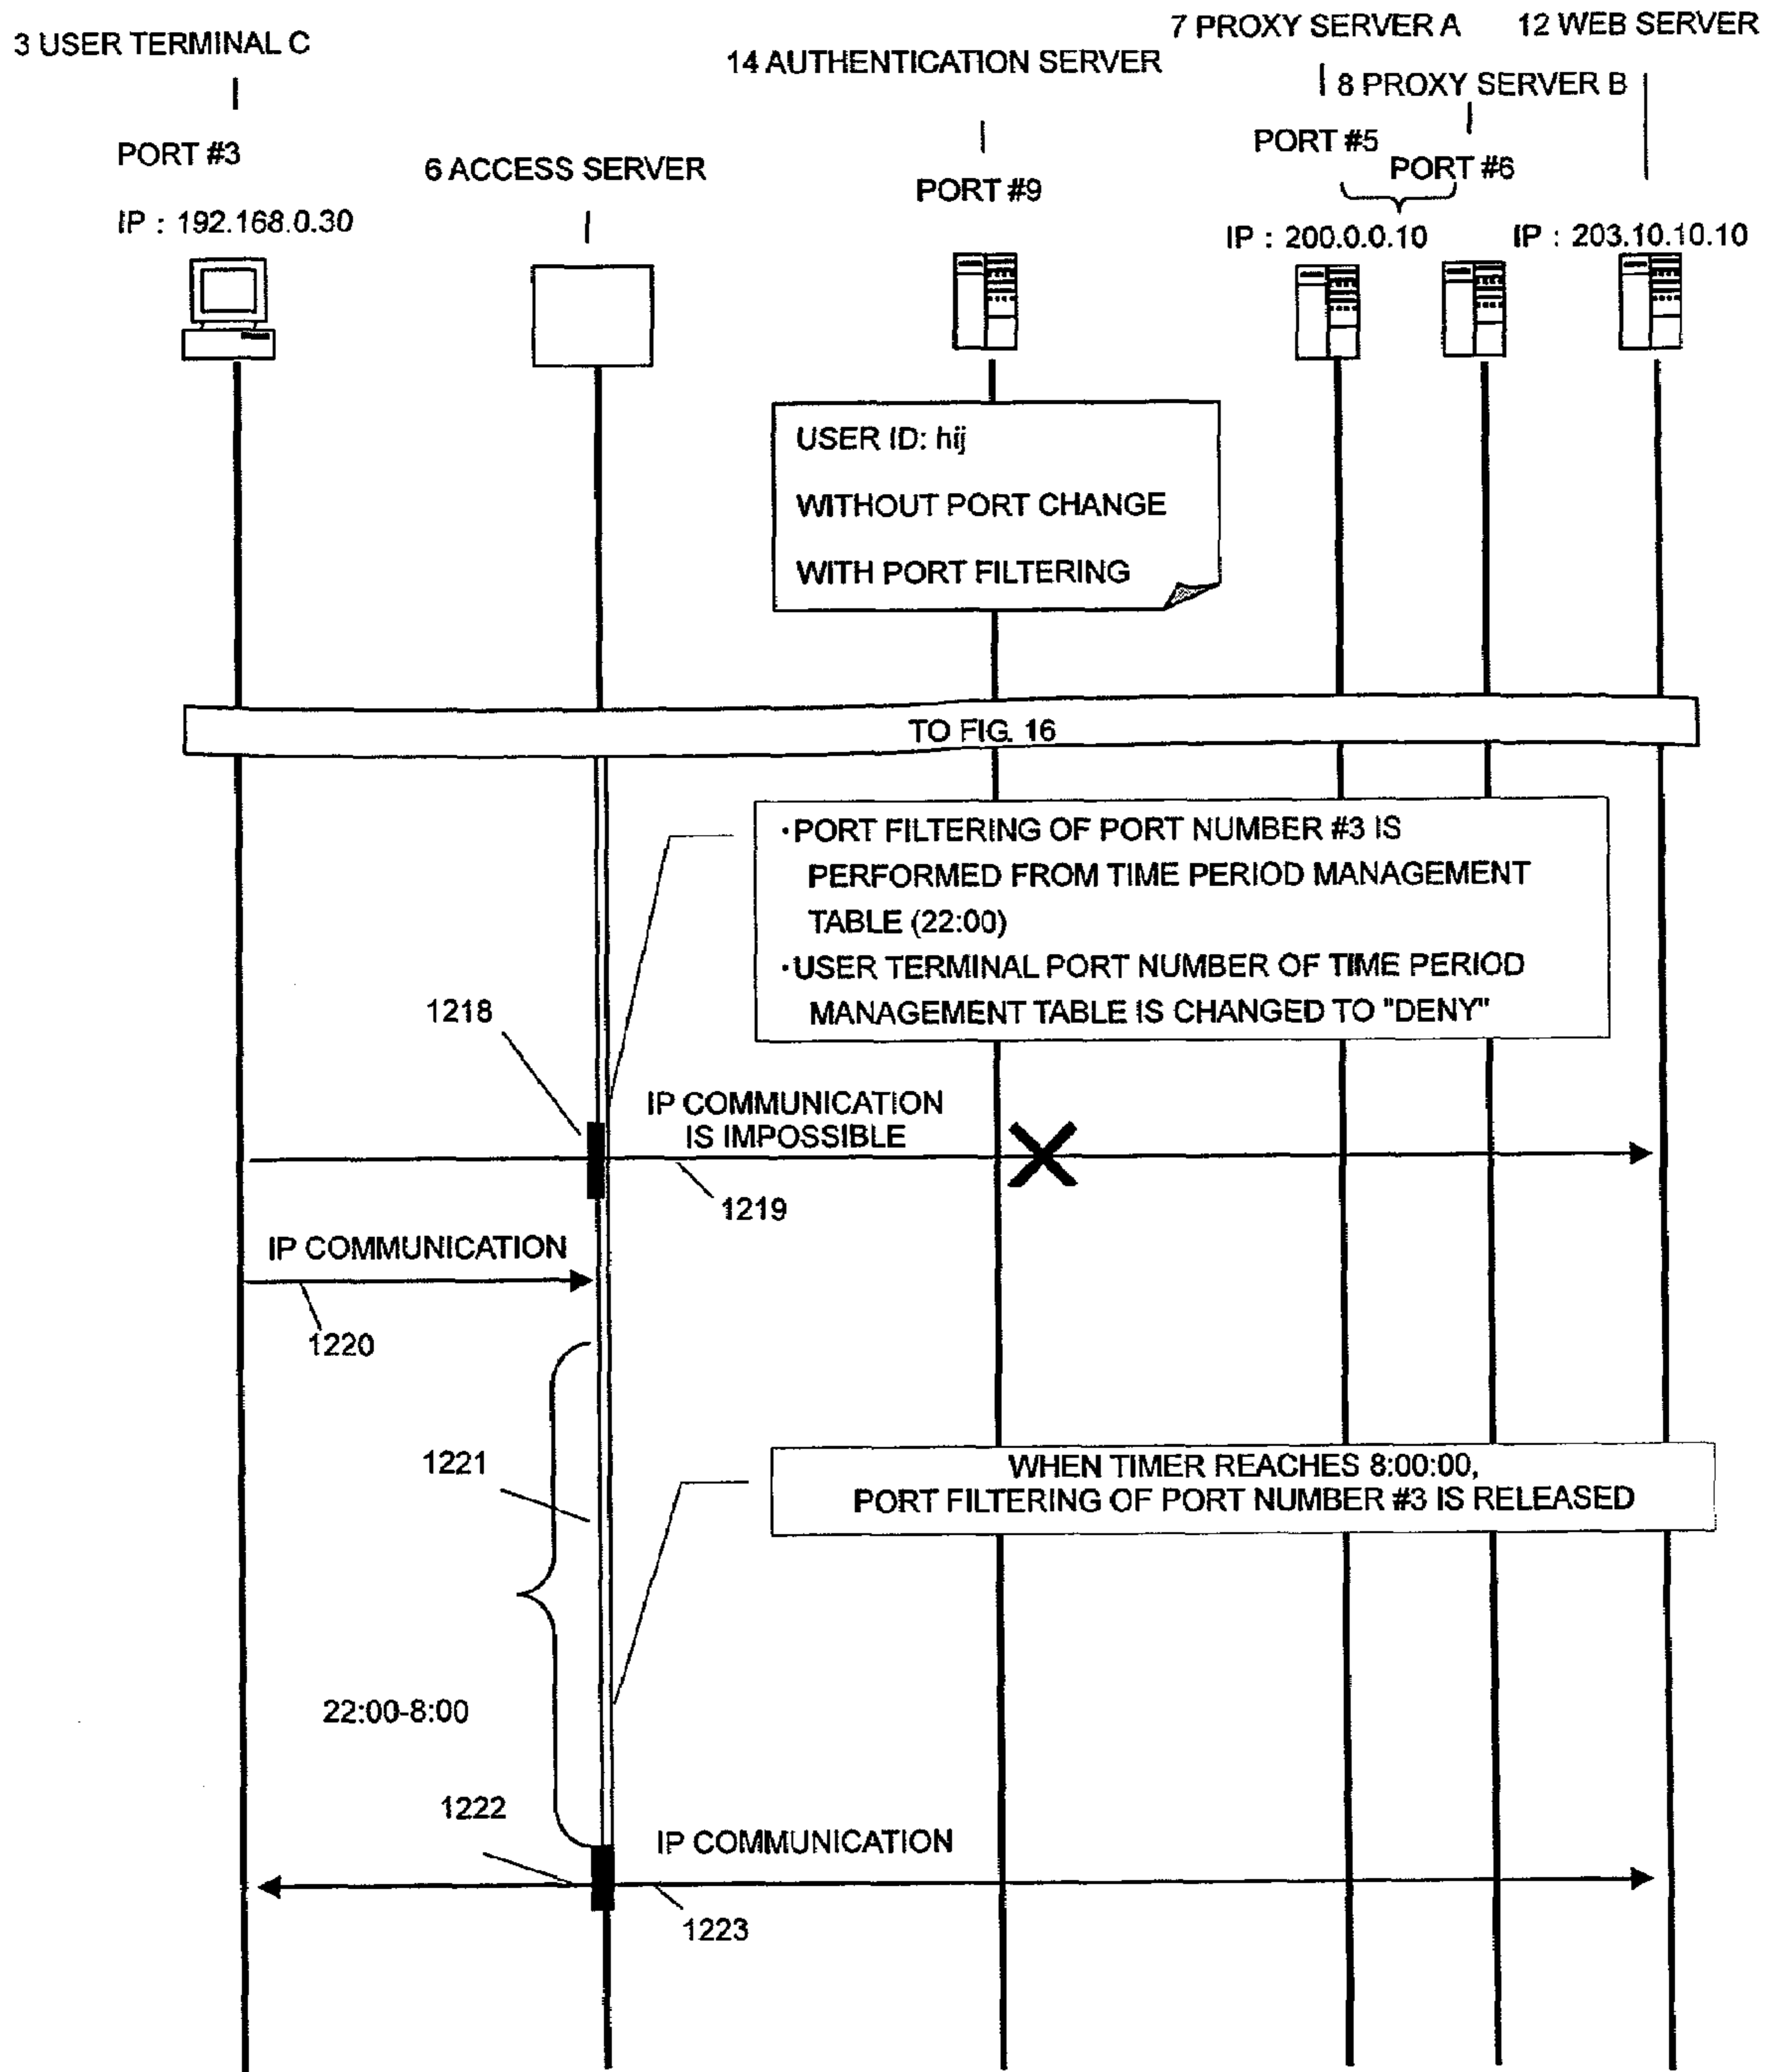 7 PROXY SERVER A
12 WEB SERVER
3 USER TERMINAL C
14 AUTHENTICATION SERVER
8 PROXY SERVER B
PORT #3
6 ACCESS SERVER
PORT #9
PORT #5
PORT #6
IP : 192.168.0.30
IP : 200.0.0.10
IP : 203.10.10.10
USER ID: hij
WITHOUT PORT CHANGE
WITH PORT FILTERING
TO FIG. 16
·PORT FILTERING OF PORT NUMBER #3 IS
PERFORMED FROM TIME PERIOD MANAGEMENT
TABLE (22:00)
·USER TERMINAL PORT NUMBER OF TIME PERIOD
MANAGEMENT TABLE IS CHANGED TO "DENY"
1218
IP COMMUNICATION
IS IMPOSSIBLE
1219
IP COMMUNICATION
1220
1221
WHEN TIMER REACHES 8:00:00,
PORT FILTERING OF PORT NUMBER #3 IS RELEASED
22:00-8:00
1222
IP COMMUNICATION
1223